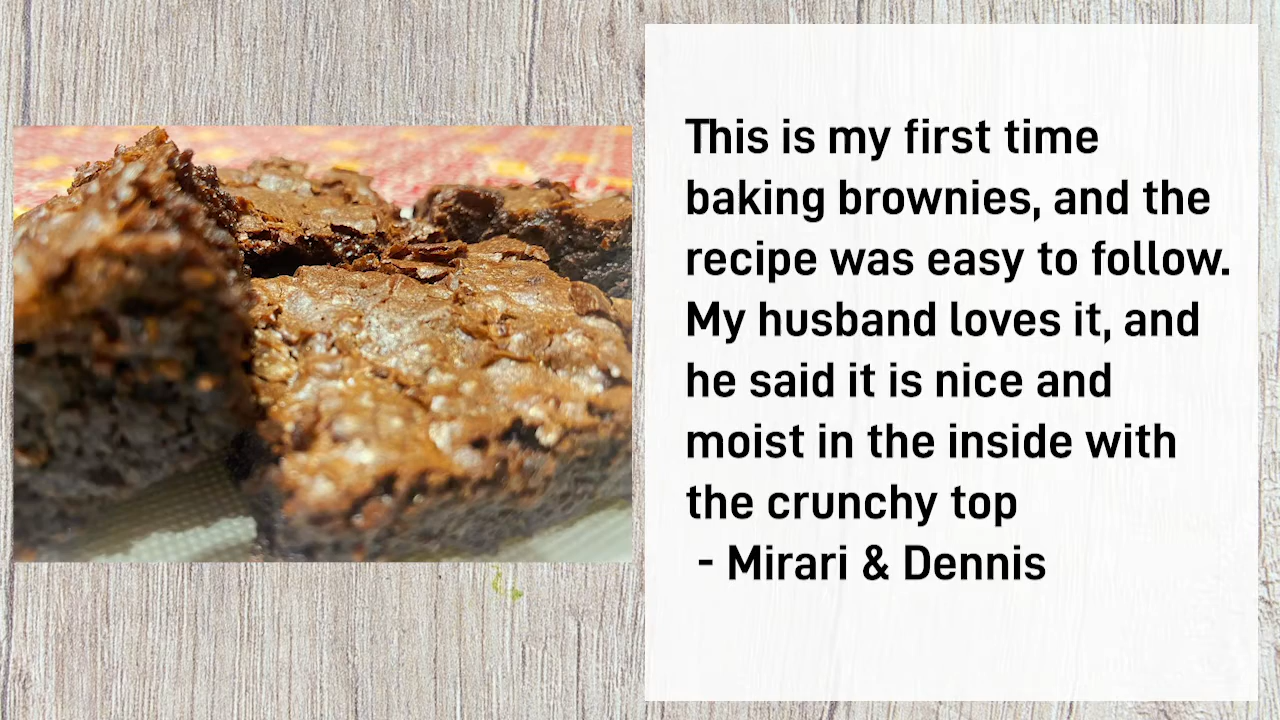 This is my first time
baking brownies, and the
recipe was easy to follow.
My husband loves it, and
he said it is nice and
moist in the inside with
the crunchy top
- Mirari & Dennis